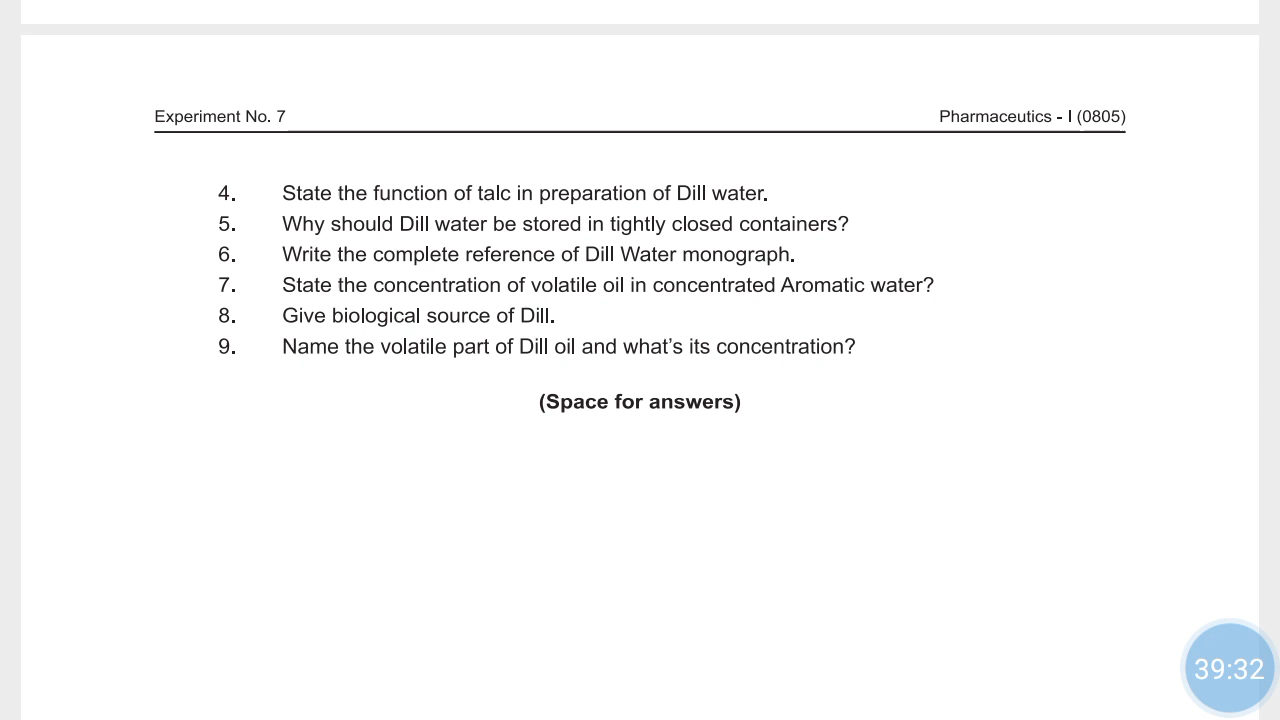 Experiment No. 7 Pharmaceutics - I (0805)
4. State the function of talc in preparation of Dill water.
5. Why should Dill water be stored in tightly closed containers?
6. Write the complete reference of Dill Water monograph.
7. State the concentration of volatile oil in concentrated Aromatic water?
8. Give biological source of Dill.
9. Name the volatile part of Dill oil and what's its concentration?
(Space for answers)
39:32